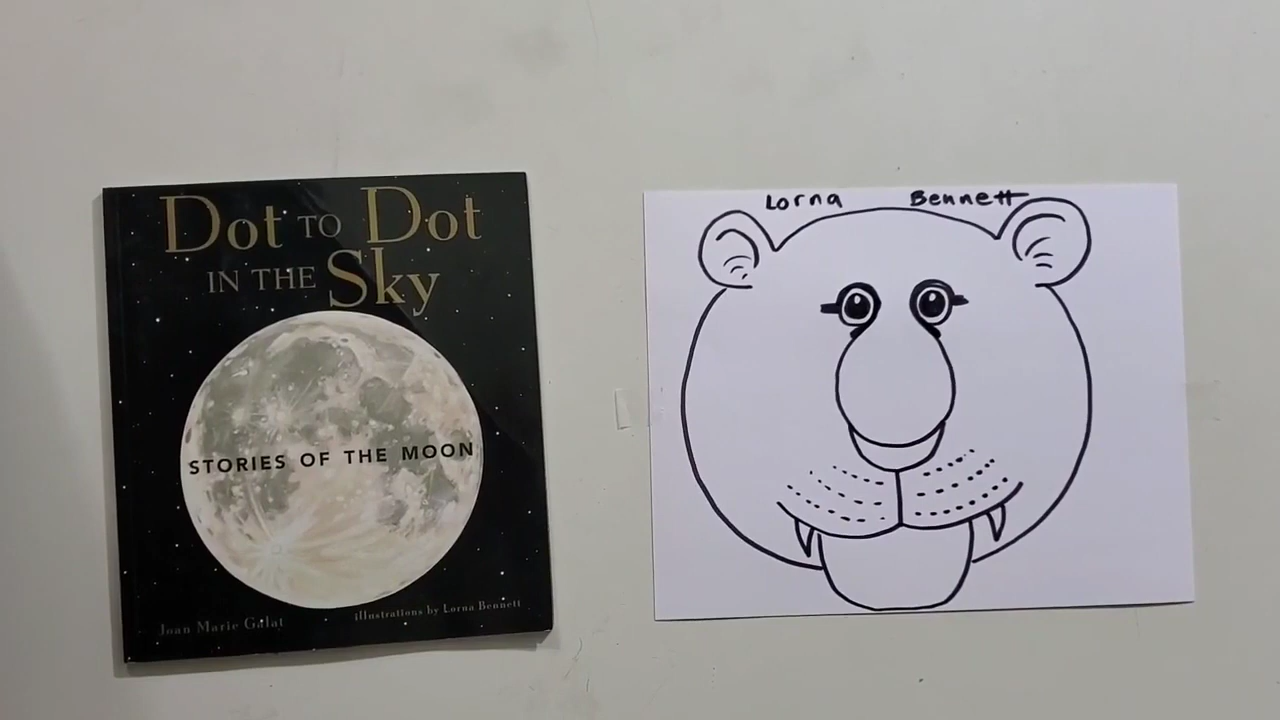 Dot TO Dot
IN THE Sky
STORIES OF THE MOON
Joan Marie Galat
Illustrations by Lorna Bennett
Lorna Bennett